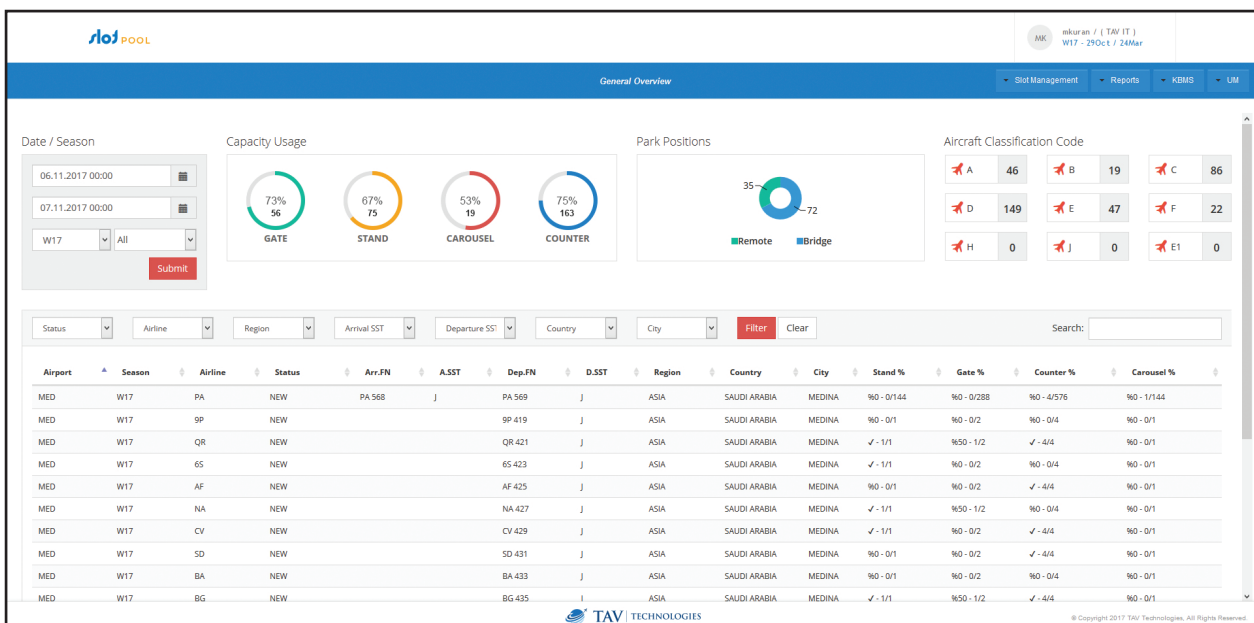 slot POOL
MK
mkuran / ( TAV IT )
W17 - 29Oct / 24Mar
General Overview
Slot Management Reports KBMS UM
Date / Season
06.11.2017 00:00
07.11.2017 00:00
W17 All
Submit
Capacity Usage
73% 67% 53% 75%
56 75 19 163
GATE STAND CAROUSEL COUNTER
Park Positions
35
72
Remote Bridge
Aircraft Classification Code
A 46 B 19 C 86
D 149 E 47 F 22
H 0 J 0 E1 0
Status Airline Region Arrival SST Departure SST Country City Filter Clear Search:
Airport Season Airline Status Arr.FN A.SST Dep.FN D.SST Region Country City Stand % Gate % Counter % Carousel %
MED W17 PA NEW PA 568 J PA 569 J ASIA SAUDI ARABIA MEDINA %0 - 0/144 %0 - 0/288 %0 - 4/576 %0 - 1/144
MED W17 9P NEW 9P 419 J ASIA SAUDI ARABIA MEDINA %0 - 0/1 %0 - 0/2 %0 - 0/4 %0 - 0/1
MED W17 QR NEW QR 421 J ASIA SAUDI ARABIA MEDINA ✓ - 1/1 %50 - 1/2 ✓ - 4/4 %0 - 0/1
MED W17 6S NEW 6S 423 J ASIA SAUDI ARABIA MEDINA ✓ - 1/1 %0 - 0/2 %0 - 0/4 %0 - 0/1
MED W17 AF NEW AF 425 J ASIA SAUDI ARABIA MEDINA %0 - 0/1 %0 - 0/2 ✓ - 4/4 %0 - 0/1
MED W17 NA NEW NA 427 J ASIA SAUDI ARABIA MEDINA ✓ - 1/1 %50 - 1/2 %0 - 0/4 %0 - 0/1
MED W17 CV NEW CV 429 J ASIA SAUDI ARABIA MEDINA ✓ - 1/1 %0 - 0/2 ✓ - 4/4 %0 - 0/1
MED W17 SD NEW SD 431 J ASIA SAUDI ARABIA MEDINA %0 - 0/1 %0 - 0/2 ✓ - 4/4 %0 - 0/1
MED W17 BA NEW BA 433 J ASIA SAUDI ARABIA MEDINA %0 - 0/1 %0 - 0/2 %0 - 0/4 %0 - 0/1
MED W17 BG NEW BG 435 J ASIA SAUDI ARABIA MEDINA ✓ - 1/1 %50 - 1/2 ✓ - 4/4 %0 - 0/1
TAV TECHNOLOGIES
© Copyright 2017 TAV Technologies, All Rights Reserved.